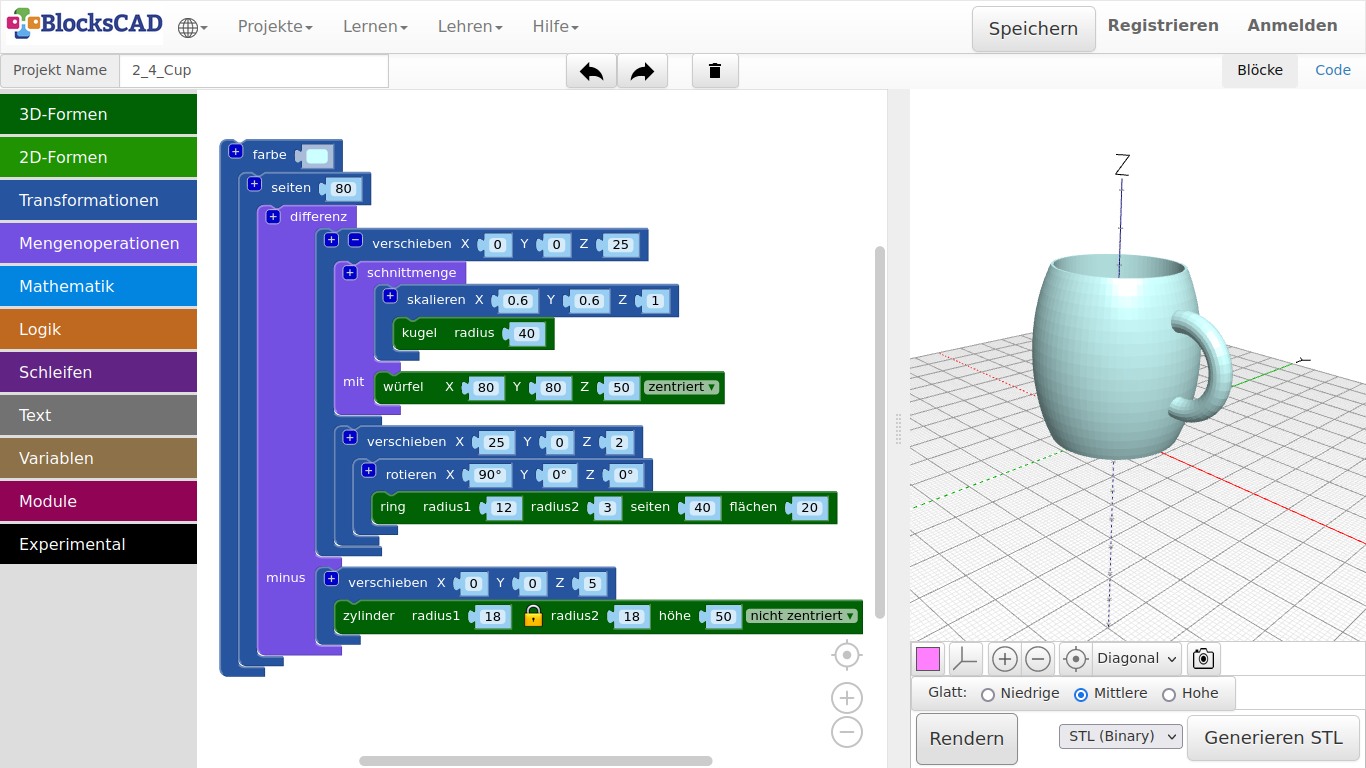 BlocksCAD Projekte Lernen Lehren Hilfe Speichern Registrieren Anmelden
Projekt Name 2_4_Cup Blöcke Code
3D-Formen
2D-Formen
Transformationen
Mengenoperationen
Mathematik
Logik
Schleifen
Text
Variablen
Module
Experimental
+ farbe
+ seiten 80
+ differenz
+ − verschieben X 0 Y 0 Z 25
+ schnittmenge
+ skalieren X 0.6 Y 0.6 Z 1
kugel radius 40
mit würfel X 80 Y 80 Z 50 zentriert ▾
+ verschieben X 25 Y 0 Z 2
+ rotieren X 90° Y 0° Z 0°
ring radius1 12 radius2 3 seiten 40 flächen 20
minus + verschieben X 0 Y 0 Z 5
zylinder radius1 18 radius2 18 höhe 50 nicht zentriert ▾
Z
Y
Diagonal
Glatt: Niedrige Mittlere Hohe
Rendern STL (Binary) Generieren STL